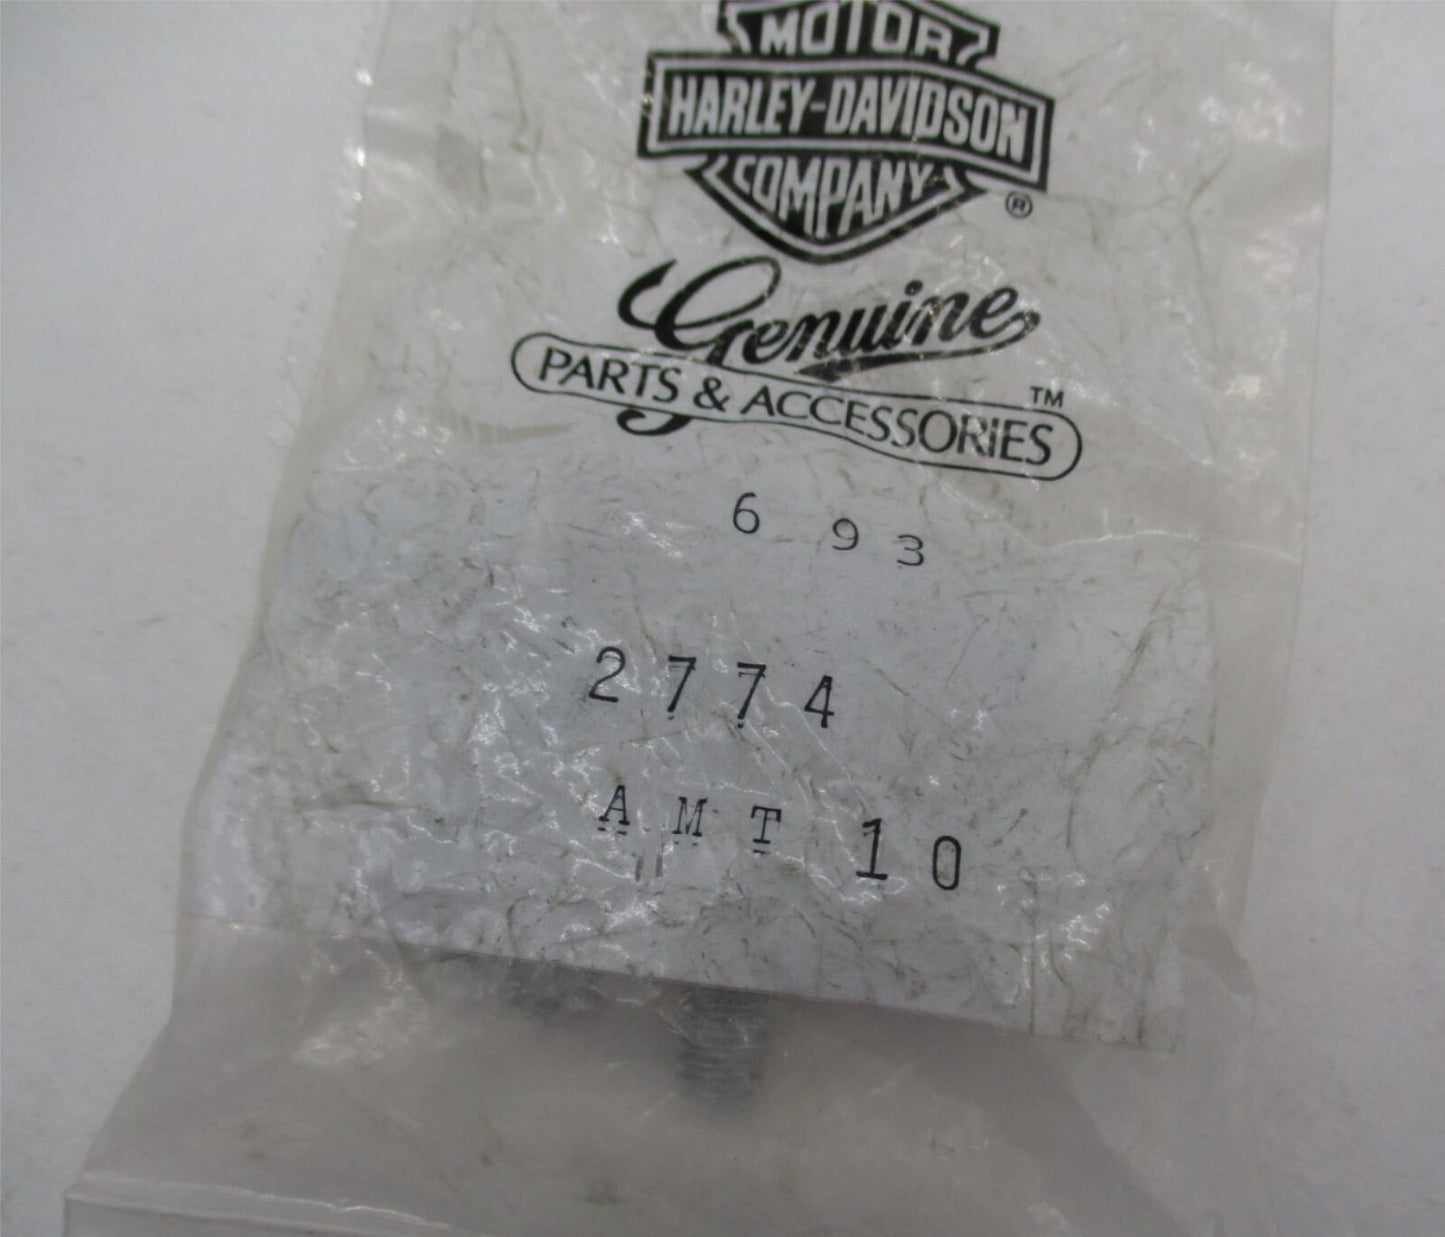 MOTOR
HARLEY-DAVIDSON
COMPANY
®
Genuine
PARTS & ACCESSORIES ™
6 93
2774
AMT 10